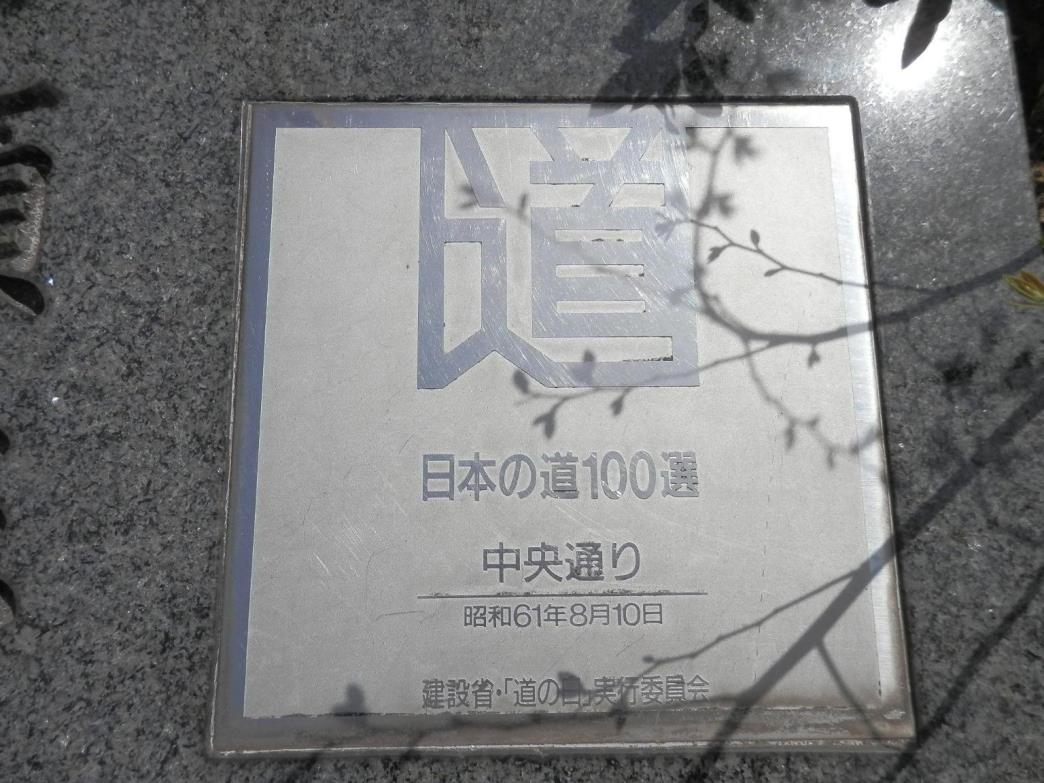 道
日本の道100選
中央通り
昭和61年8月10日
建設省・「道の日」実行委員会